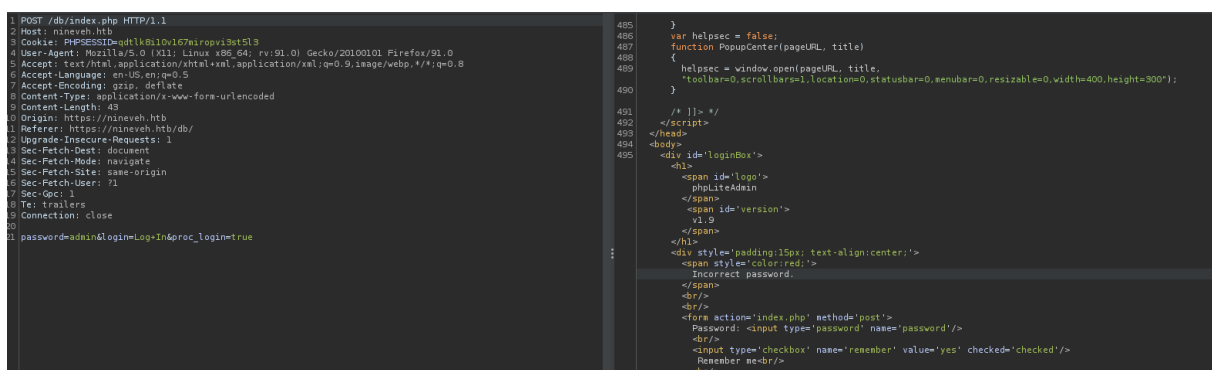 1 POST /db/index.php HTTP/1.1
2 Host: nineveh.htb
3 Cookie: PHPSESSID=qdtlk8i10v167miropvi3st5l3
4 User-Agent: Mozilla/5.0 (X11; Linux x86_64; rv:91.0) Gecko/20100101 Firefox/91.0
5 Accept: text/html,application/xhtml+xml,application/xml;q=0.9,image/webp,*/*;q=0.8
6 Accept-Language: en-US,en;q=0.5
7 Accept-Encoding: gzip, deflate
8 Content-Type: application/x-www-form-urlencoded
9 Content-Length: 43
10 Origin: https://nineveh.htb
11 Referer: https://nineveh.htb/db/
12 Upgrade-Insecure-Requests: 1
13 Sec-Fetch-Dest: document
14 Sec-Fetch-Mode: navigate
15 Sec-Fetch-Site: same-origin
16 Sec-Fetch-User: ?1
17 Sec-Gpc: 1
18 Te: trailers
19 Connection: close
20
21 password=admin&login=Log+In&proc_login=true
485 }
486 var helpsec = false;
487 function PopupCenter(pageURL, title)
488 {
489 helpsec = window.open(pageURL, title,
"toolbar=0,scrollbars=1,location=0,statusbar=0,menubar=0,resizable=0,width=400,height=300");
490 }
491 /* ]]> */
492 </script>
493 </head>
494 <body>
495 <div id='loginBox'>
<h1>
<span id='logo'>
phpLiteAdmin
</span>
<span id='version'>
v1.9
</span>
</h1>
<div style='padding:15px; text-align:center;'>
<span style='color:red;'>
Incorrect password.
</span>
<br/>
<br/>
<form action='index.php' method='post'>
Password: <input type='password' name='password'/>
<br/>
<input type='checkbox' name='remember' value='yes' checked='checked'/>
Remember me<br/>